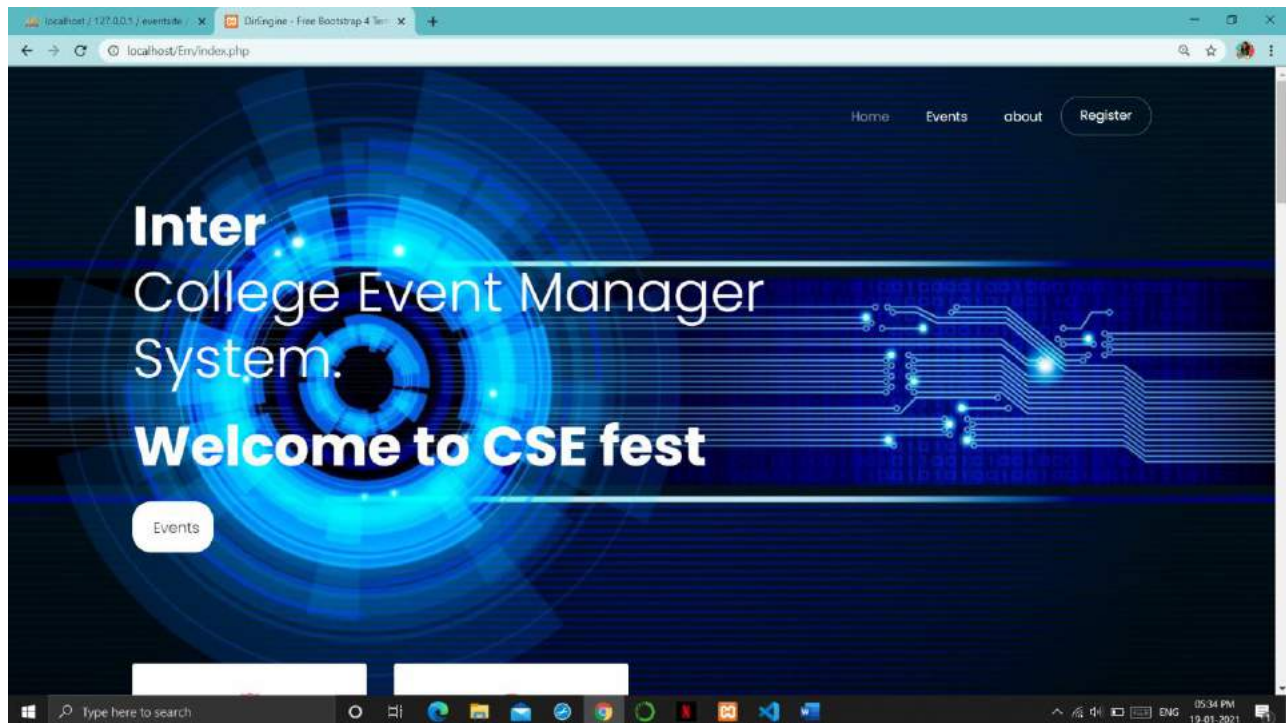 localhost / 127.0.0.1 / eventsite /
DirEngine - Free Bootstrap 4 Tem
localhost/Em/index.php
Home Events about Register
Inter
College Event Manager
System.
Welcome to CSE fest
Events
Type here to search
ENG
05:34 PM
19-01-2021